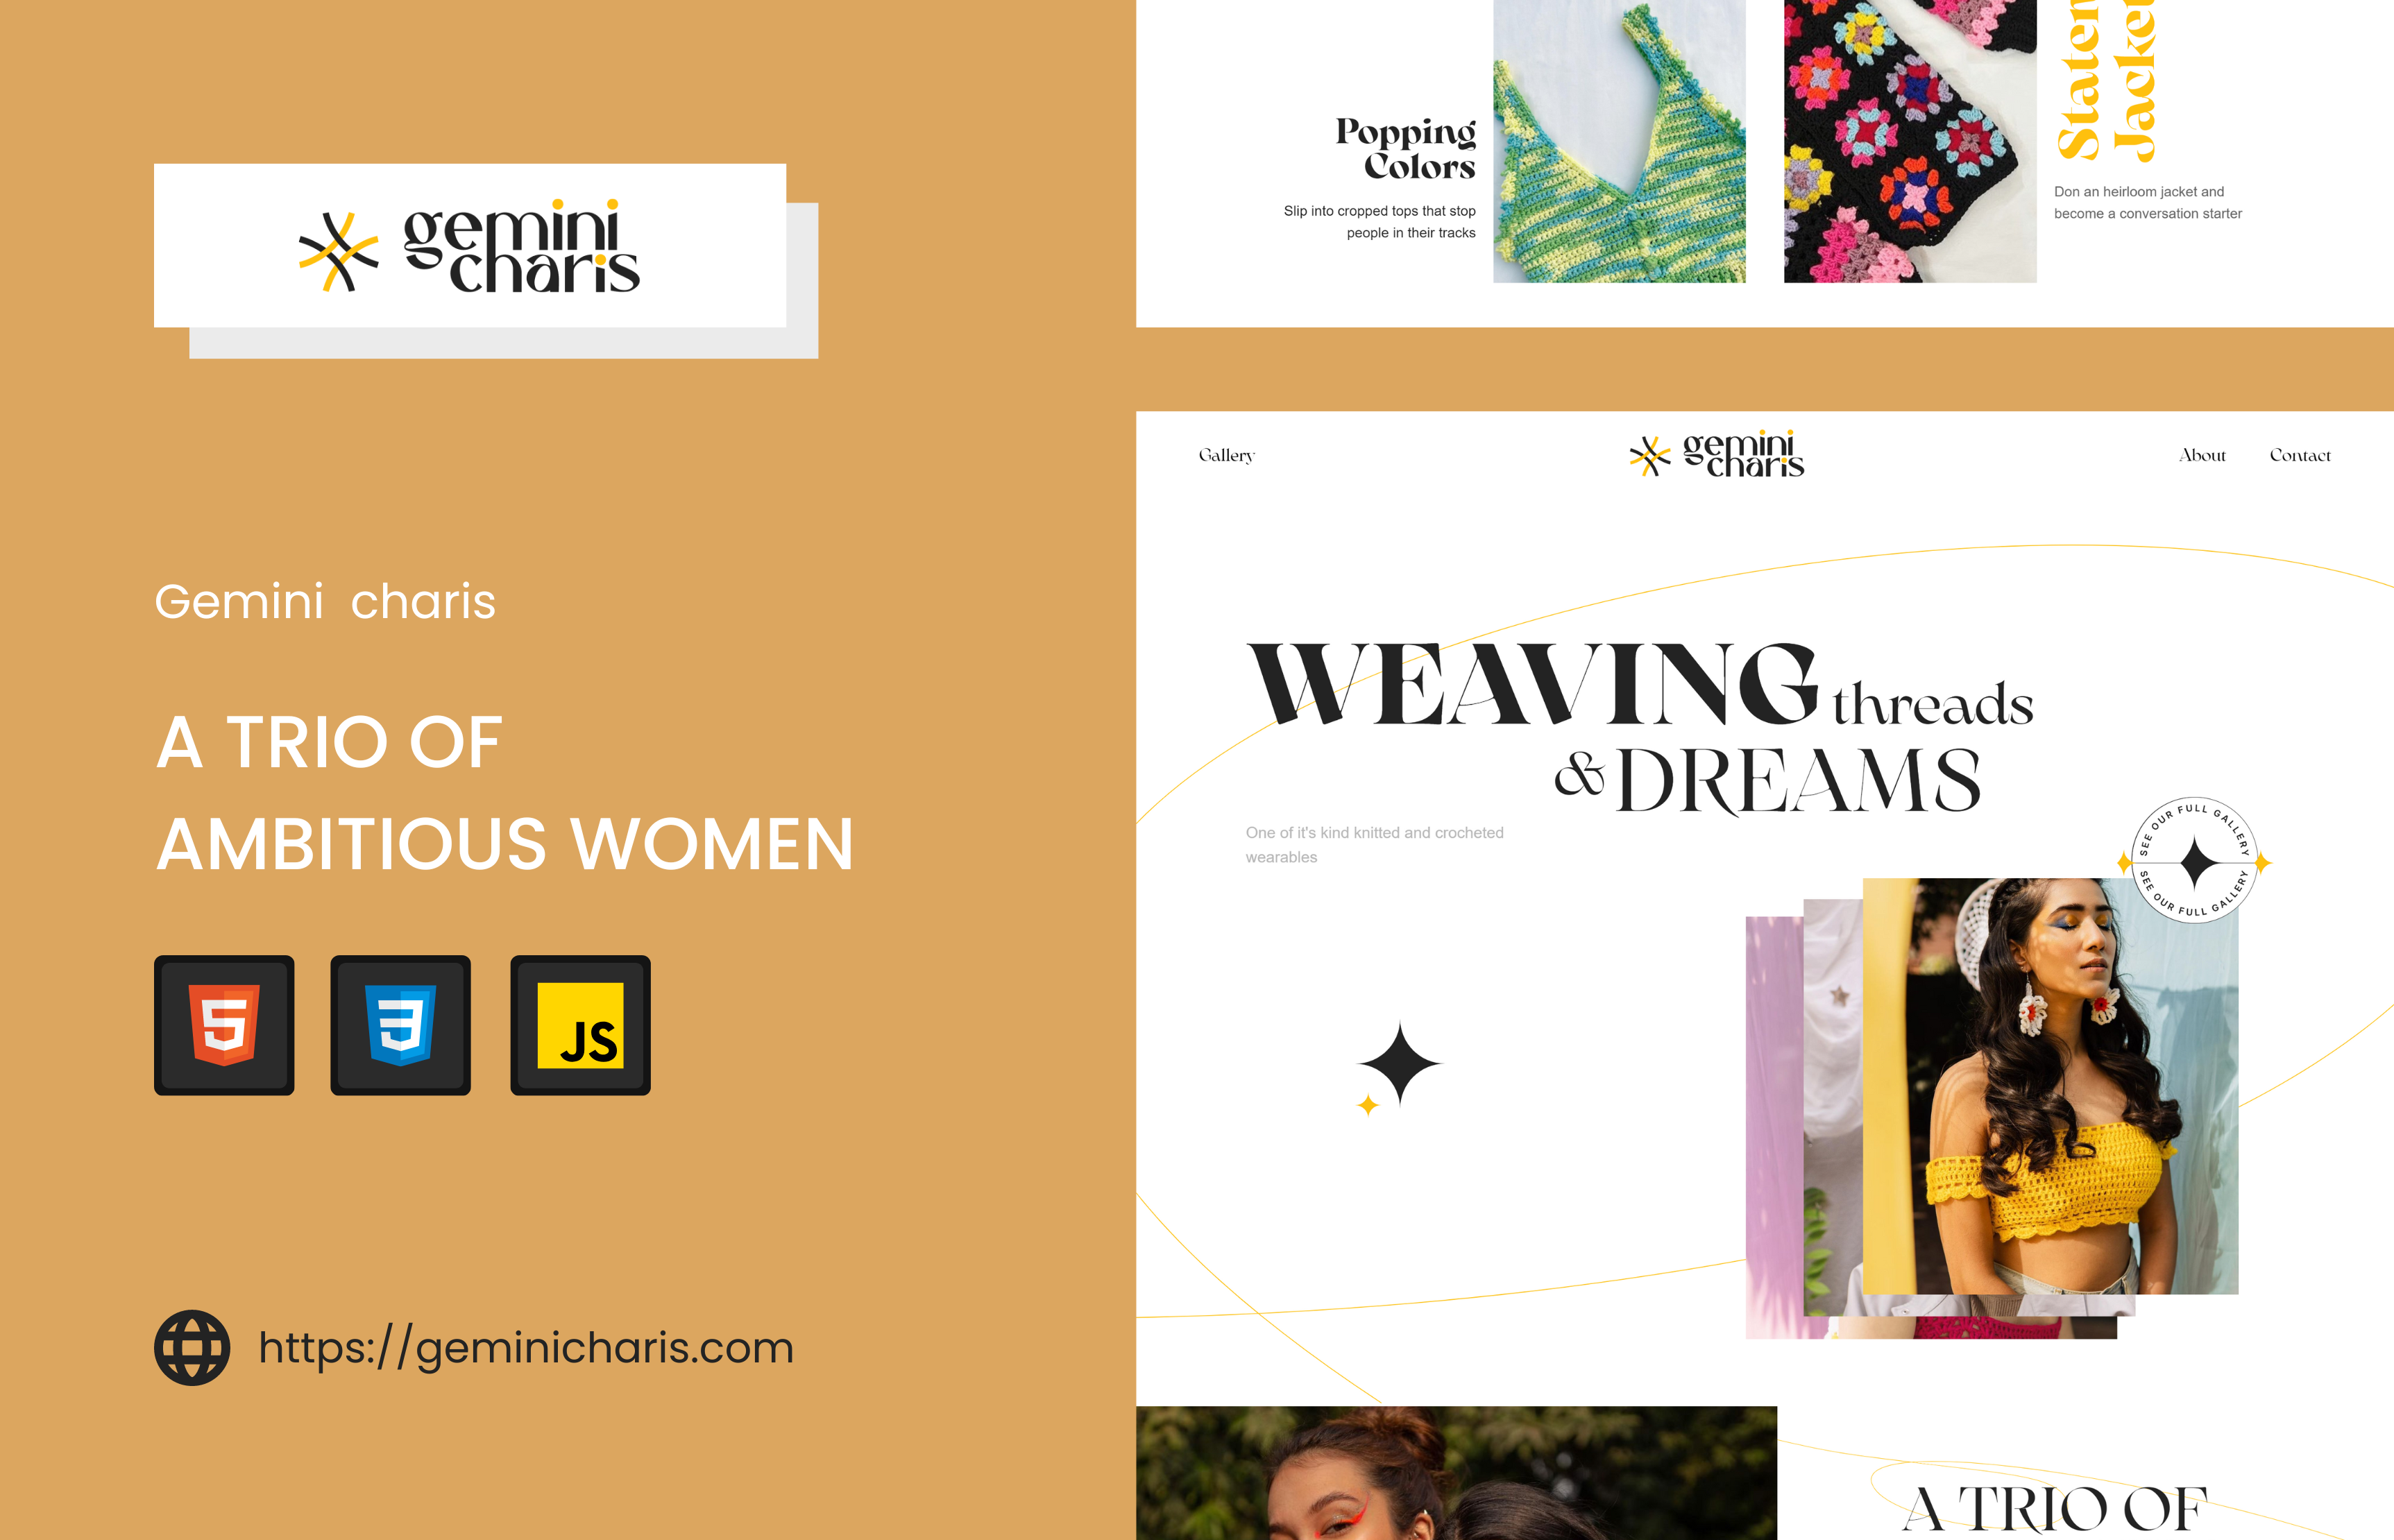 gemini
charis
Gemini charis
A TRIO OF
AMBITIOUS WOMEN
JS
https://geminicharis.com
Popping
Colors
Slip into cropped tops that stop
people in their tracks
Jacket
Don an heirloom jacket and
become a conversation starter
Gallery
gemini
charis
About
Contact
WEAVING threads
& DREAMS
One of it's kind knitted and crocheted
wearables
SEE OUR FULL GALLERY
SEE OUR FULL GALLERY
A TRIO OF